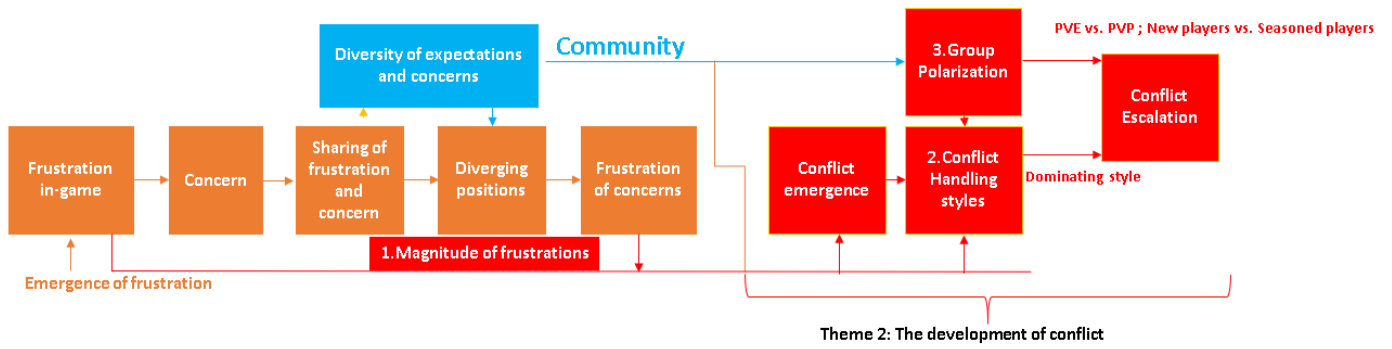 PVE vs. PVP ; New players vs. Seasoned players
Diversity of expectations
and concerns
Community
3.Group
Polarization
Conflict
Escalation
Frustration
in-game
Concern
Sharing of
frustration
and
concern
Diverging
positions
Frustration
of concerns
Conflict
emergence
2.Conflict
Handling
styles
Dominating style
1.Magnitude of frustrations
Emergence of frustration
Theme 2: The development of conflict